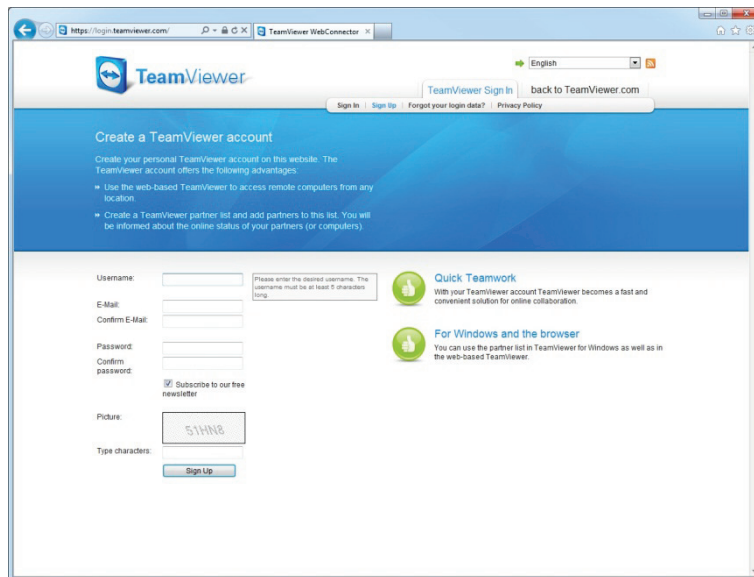 https://login.teamviewer.com/
TeamViewer WebConnector
English
TeamViewer
TeamViewer Sign In
back to TeamViewer.com
Sign In | Sign Up | Forgot your login data? | Privacy Policy
Create a TeamViewer account
Create your personal TeamViewer account on this website. The
TeamViewer account offers the following advantages:
Use the web-based TeamViewer to access remote computers from any
location.
Create a TeamViewer partner list and add partners to this list. You will
be informed about the online status of your partners (or computers)
Username:
Please enter the desired username. The
username must be at least 5 characters
long.
E-Mail:
Confirm E-Mail:
Password:
Confirm
password:
Subscribe to our free
newsletter
Picture:
51HN8
Type characters:
Sign Up
Quick Teamwork
With your TeamViewer account TeamViewer becomes a fast and
convenient solution for online collaboration.
For Windows and the browser
You can use the partner list in TeamViewer for Windows as well as in
the web-based TeamViewer.